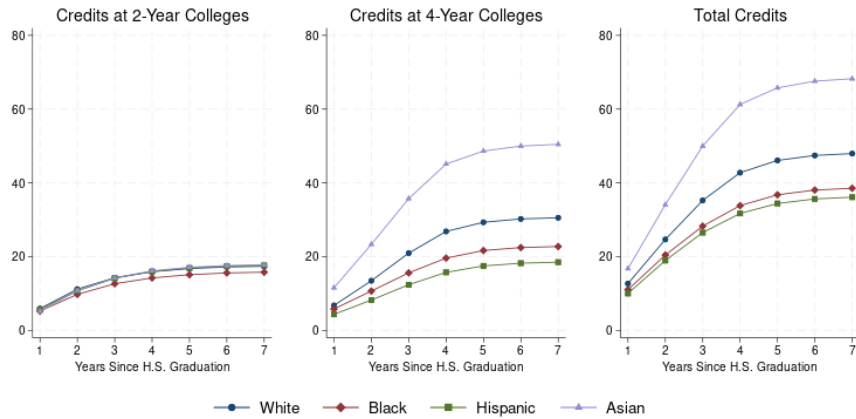 Credits at 2-Year Colleges
80
60
40
20
0
1 2 3 4 5 6 7
Years Since H.S. Graduation
Credits at 4-Year Colleges
80
60
40
20
0
1 2 3 4 5 6 7
Years Since H.S. Graduation
Total Credits
80
60
40
20
0
1 2 3 4 5 6 7
Years Since H.S. Graduation
White Black Hispanic Asian